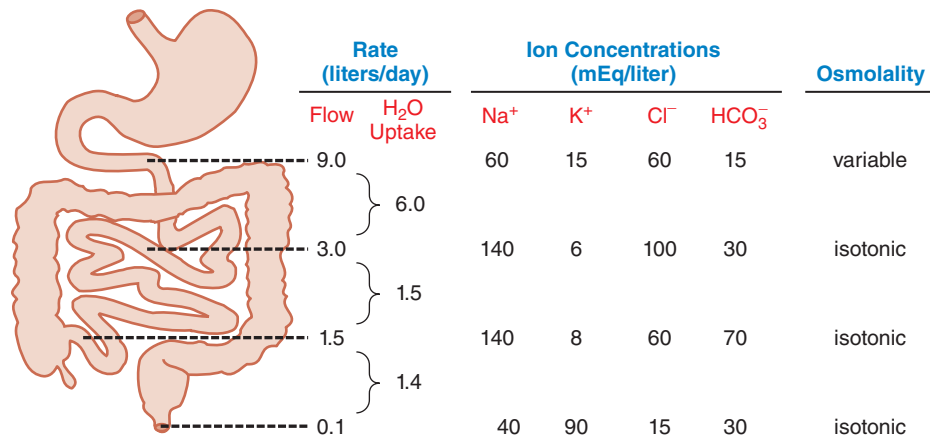 Rate Ion Concentrations
(liters/day) (mEq/liter) Osmolality
Flow H₂O Uptake Na⁺ K⁺ Cl⁻ HCO₃⁻
9.0 60 15 60 15 variable
6.0
3.0 140 6 100 30 isotonic
1.5
1.5 140 8 60 70 isotonic
1.4
0.1 40 90 15 30 isotonic